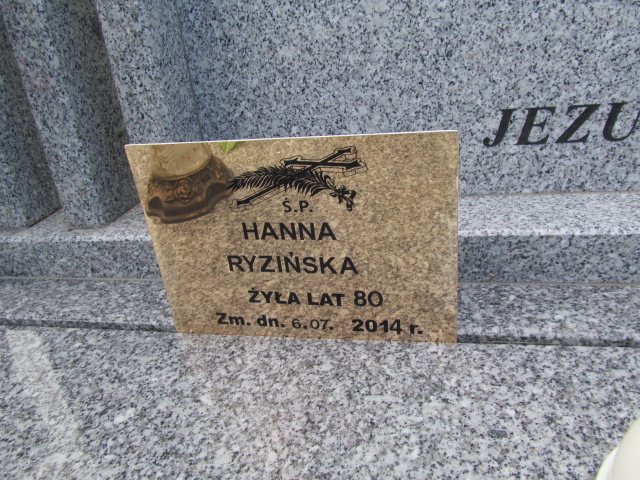 JEZU
Ś.P.
HANNA
RYZIŃSKA
ŻYŁA LAT 80
Zm. dn. 6.07. 2014 r.